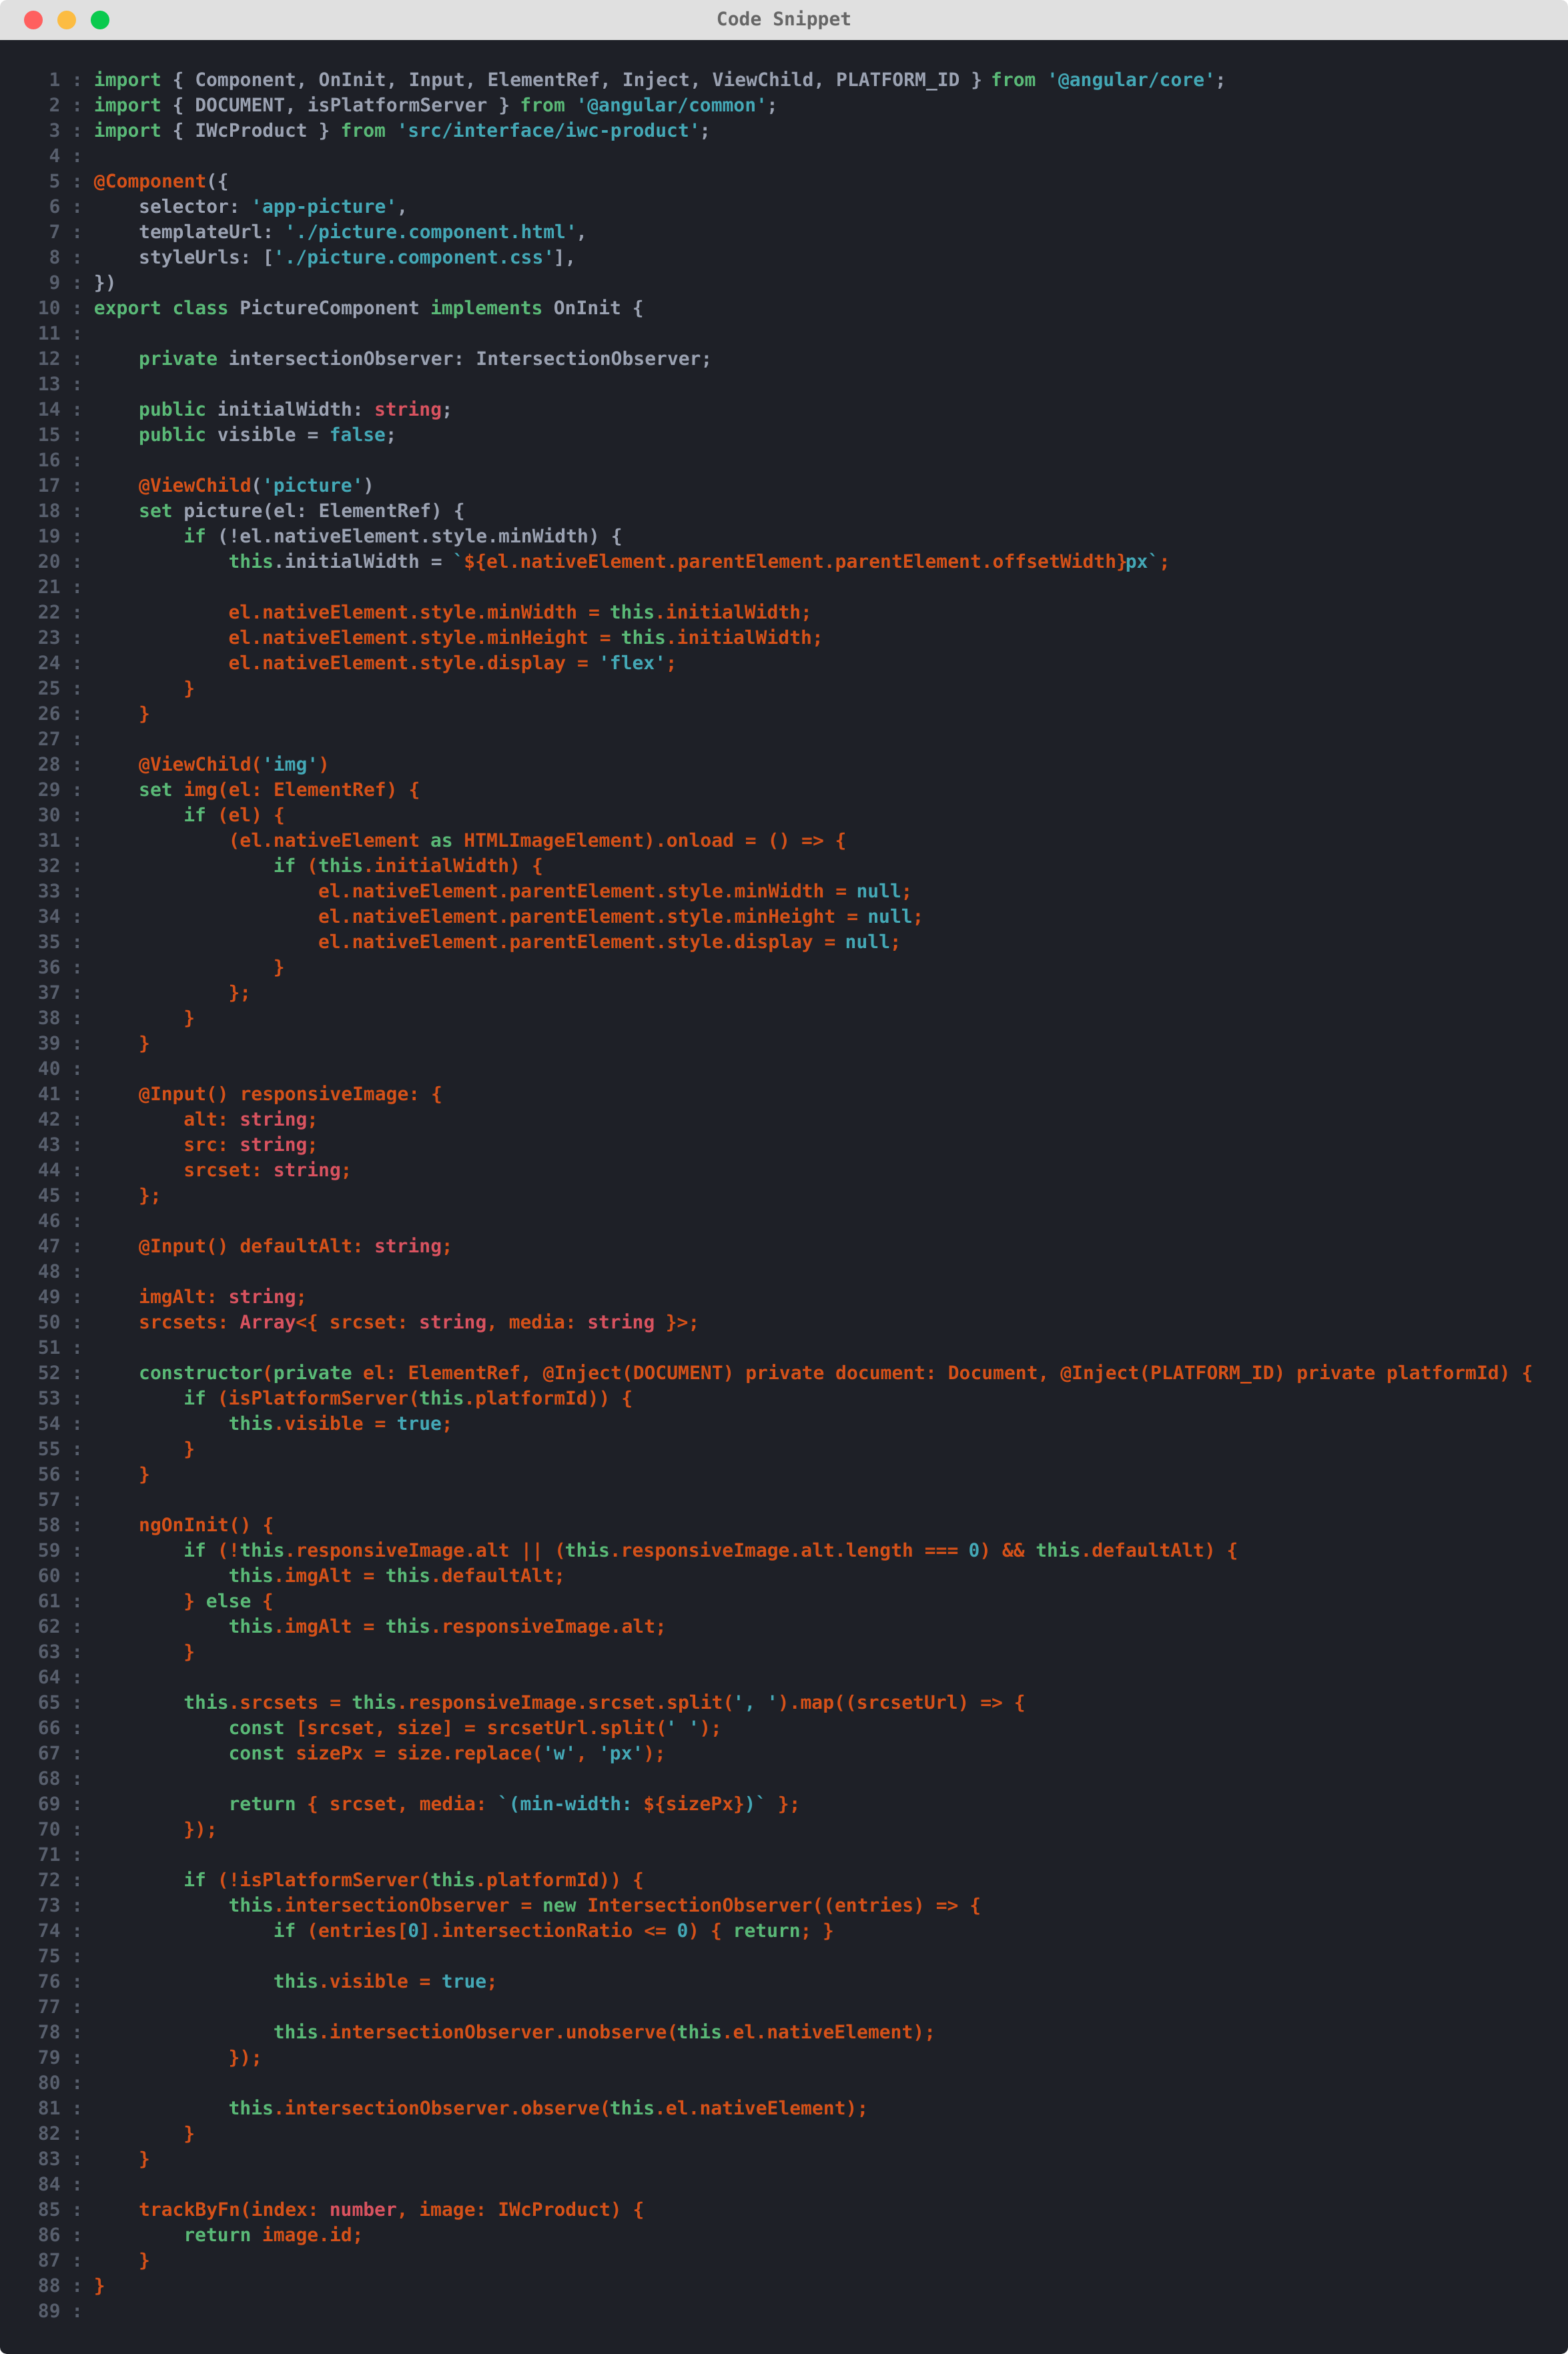 Code Snippet
1 : import { Component, OnInit, Input, ElementRef, Inject, ViewChild, PLATFORM_ID } from '@angular/core';
2 : import { DOCUMENT, isPlatformServer } from '@angular/common';
3 : import { IWcProduct } from 'src/interface/iwc-product';
4 :
5 : @Component({
6 :     selector: 'app-picture',
7 :     templateUrl: './picture.component.html',
8 :     styleUrls: ['./picture.component.css'],
9 : })
10 : export class PictureComponent implements OnInit {
11 :
12 :     private intersectionObserver: IntersectionObserver;
13 :
14 :     public initialWidth: string;
15 :     public visible = false;
16 :
17 :     @ViewChild('picture')
18 :     set picture(el: ElementRef) {
19 :         if (!el.nativeElement.style.minWidth) {
20 :             this.initialWidth = `${el.nativeElement.parentElement.parentElement.offsetWidth}px`;
21 :
22 :             el.nativeElement.style.minWidth = this.initialWidth;
23 :             el.nativeElement.style.minHeight = this.initialWidth;
24 :             el.nativeElement.style.display = 'flex';
25 :         }
26 :     }
27 :
28 :     @ViewChild('img')
29 :     set img(el: ElementRef) {
30 :         if (el) {
31 :             (el.nativeElement as HTMLImageElement).onload = () => {
32 :                 if (this.initialWidth) {
33 :                     el.nativeElement.parentElement.style.minWidth = null;
34 :                     el.nativeElement.parentElement.style.minHeight = null;
35 :                     el.nativeElement.parentElement.style.display = null;
36 :                 }
37 :             };
38 :         }
39 :     }
40 :
41 :     @Input() responsiveImage: {
42 :         alt: string;
43 :         src: string;
44 :         srcset: string;
45 :     };
46 :
47 :     @Input() defaultAlt: string;
48 :
49 :     imgAlt: string;
50 :     srcsets: Array<{ srcset: string, media: string }>;
51 :
52 :     constructor(private el: ElementRef, @Inject(DOCUMENT) private document: Document, @Inject(PLATFORM_ID) private platformId) {
53 :         if (isPlatformServer(this.platformId)) {
54 :             this.visible = true;
55 :         }
56 :     }
57 :
58 :     ngOnInit() {
59 :         if (!this.responsiveImage.alt || (this.responsiveImage.alt.length === 0) && this.defaultAlt) {
60 :             this.imgAlt = this.defaultAlt;
61 :         } else {
62 :             this.imgAlt = this.responsiveImage.alt;
63 :         }
64 :
65 :         this.srcsets = this.responsiveImage.srcset.split(', ').map((srcsetUrl) => {
66 :             const [srcset, size] = srcsetUrl.split(' ');
67 :             const sizePx = size.replace('w', 'px');
68 :
69 :             return { srcset, media: `(min-width: ${sizePx})` };
70 :         });
71 :
72 :         if (!isPlatformServer(this.platformId)) {
73 :             this.intersectionObserver = new IntersectionObserver((entries) => {
74 :                 if (entries[0].intersectionRatio <= 0) { return; }
75 :
76 :                 this.visible = true;
77 :
78 :                 this.intersectionObserver.unobserve(this.el.nativeElement);
79 :             });
80 :
81 :             this.intersectionObserver.observe(this.el.nativeElement);
82 :         }
83 :     }
84 :
85 :     trackByFn(index: number, image: IWcProduct) {
86 :         return image.id;
87 :     }
88 : }
89 :